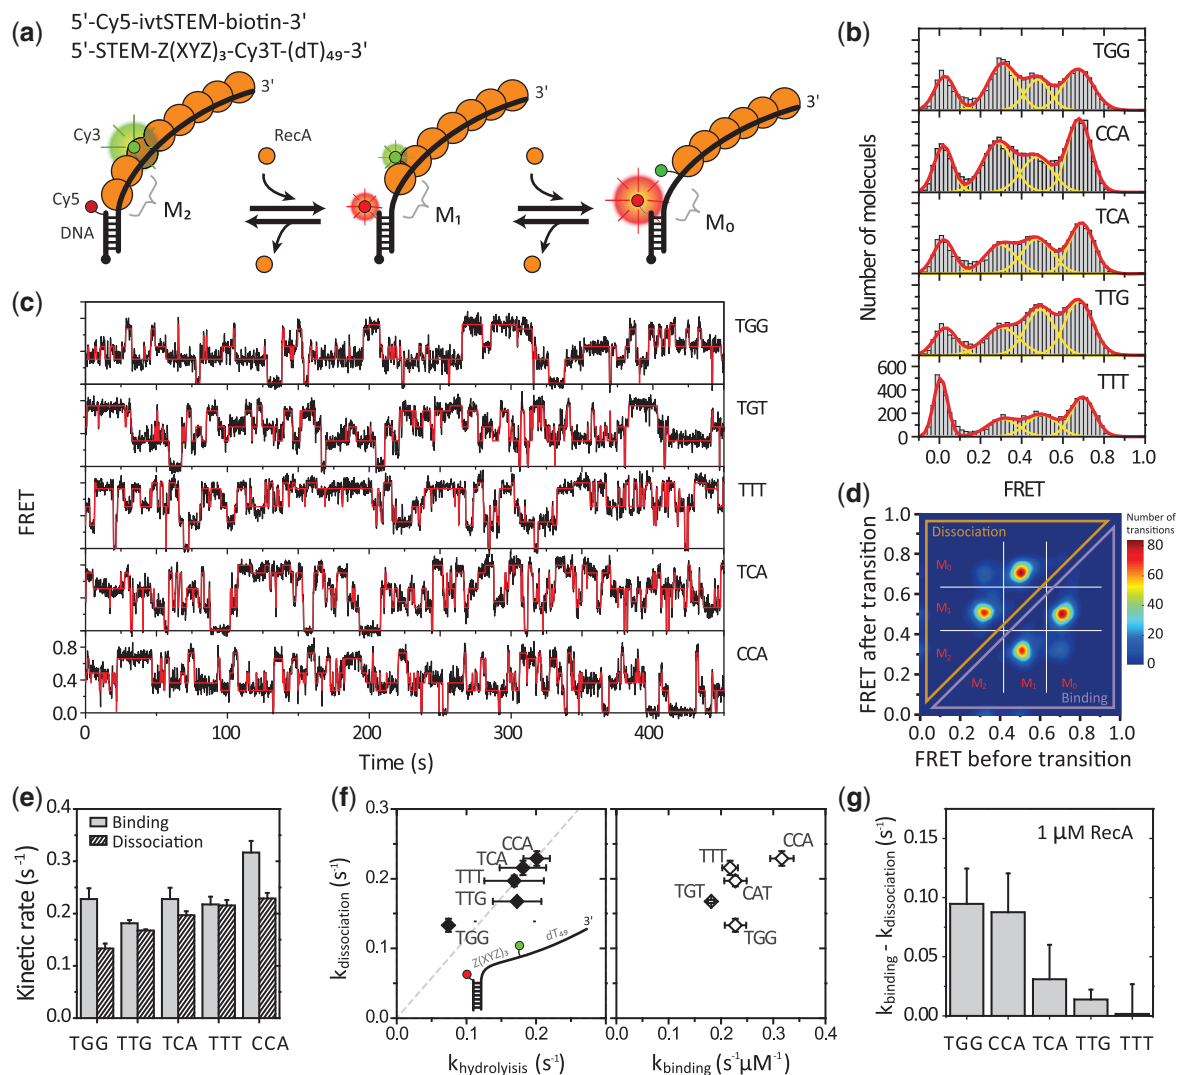 (a)
5'-Cy5-ivtSTEM-biotin-3'
5'-STEM-Z(XYZ)₃-Cy3T-(dT)₄₉-3'
3'
3'
3'
Cy3
RecA
Cy5
M₂
M₁
M₀
DNA
(b)
TGG
CCA
TCA
TTG
TTT
Number of molecuels
600
400
200
0
0.0 0.2 0.4 0.6 0.8 1.0
FRET
(c)
TGG
TGT
TTT
TCA
CCA
FRET
0.8
0.4
0.0
0 100 200 300 400
Time (s)
(d)
1.0
0.8
0.6
0.4
0.2
0.0
FRET after transition
Dissociation
M₀
M₁
M₂
M₂ M₁ M₀
Binding
0.0 0.2 0.4 0.6 0.8 1.0
FRET before transition
Number of
transitions
80
60
40
20
0
(e)
0.4
0.3
0.2
0.1
0.0
Kinetic rate (s⁻¹)
Binding
Dissociation
TGG TTG TCA TTT CCA
(f)
0.3
0.2
0.1
0.0
k_dissociation (s⁻¹)
CCA
TCA
TTT
TTG
TGG
Z(XYZ)₃
dT₄₉
3'
0.0 0.1 0.2
k_hydrolyisis (s⁻¹)
CCA
TTT
CAT
TGT
TGG
0.1 0.2 0.3 0.4
k_binding (s⁻¹μM⁻¹)
(g)
0.15
0.10
0.05
0.00
k_binding - k_dissociation (s⁻¹)
1 μM RecA
TGG CCA TCA TTG TTT